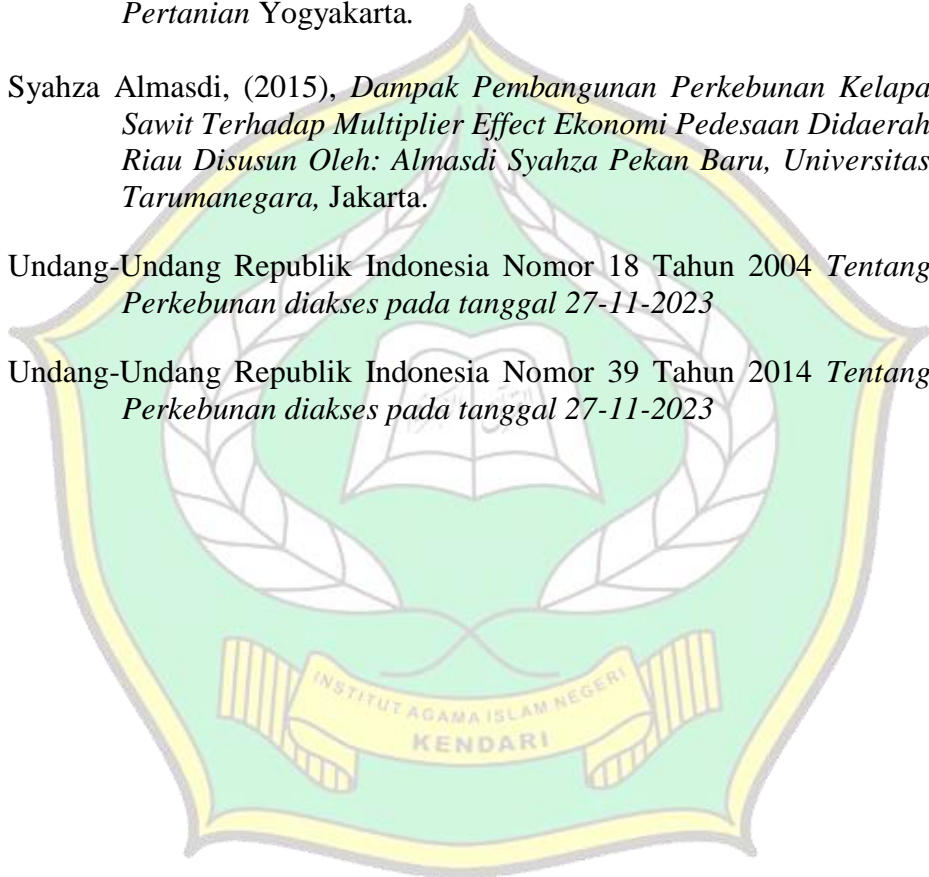 Pertanian Yogyakarta.
Syahza Almasdi, (2015), Dampak Pembangunan Perkebunan Kelapa
Sawit Terhadap Multiplier Effect Ekonomi Pedesaan Didaerah
Riau Disusun Oleh: Almasdi Syahza Pekan Baru, Universitas
Tarumanegara, Jakarta.
Undang-Undang Republik Indonesia Nomor 18 Tahun 2004 Tentang
Perkebunan diakses pada tanggal 27-11-2023
Undang-Undang Republik Indonesia Nomor 39 Tahun 2014 Tentang
Perkebunan diakses pada tanggal 27-11-2023
INSTITUT AGAMA ISLAM NEGERI
KENDARI